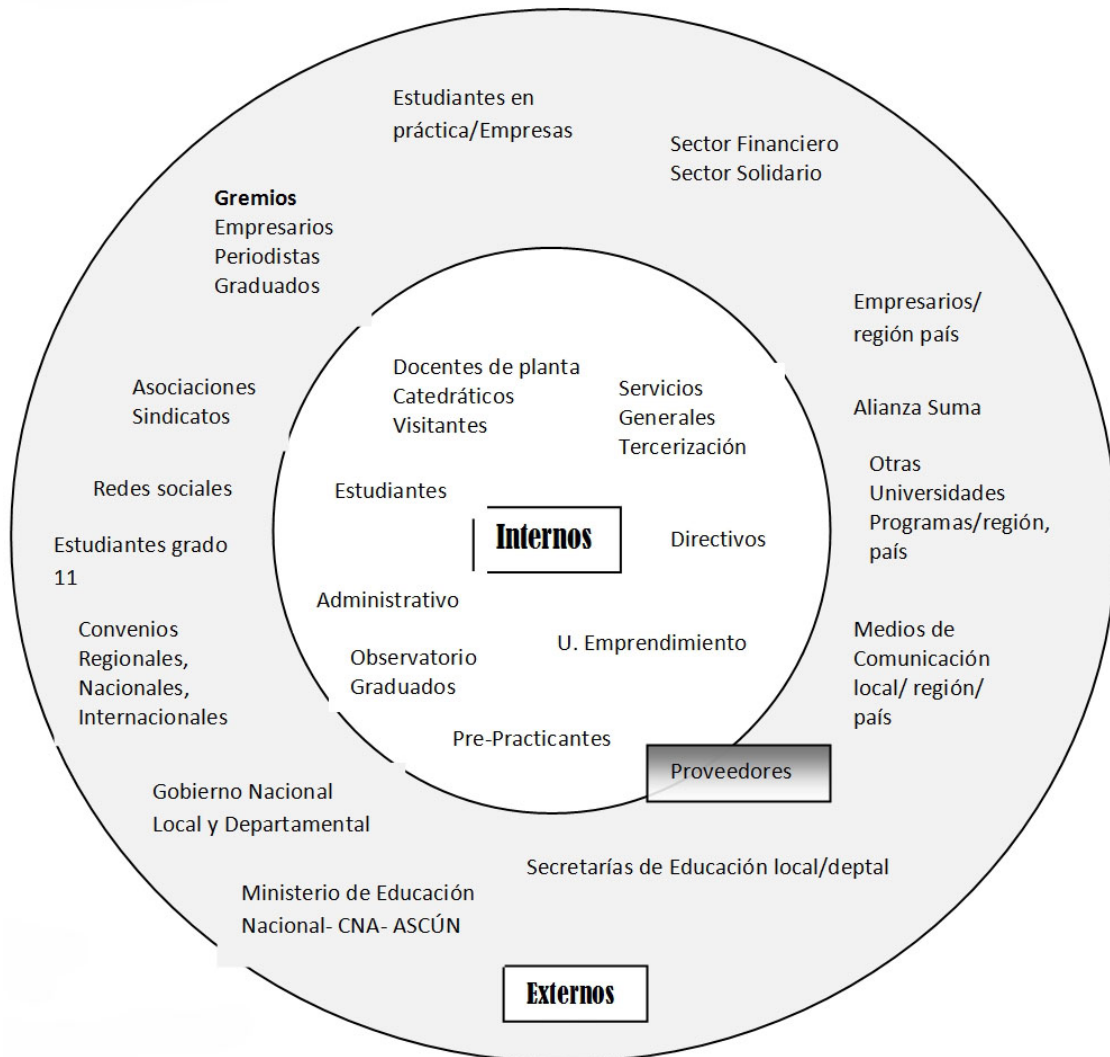 Estudiantes en
práctica/Empresas
Sector Financiero
Sector Solidario
Gremios
Empresarios
Periodistas
Graduados
Empresarios/
región país
Asociaciones
Sindicatos
Alianza Suma
Redes sociales
Otras
Universidades
Programas/región,
país
Estudiantes grado
11
Convenios
Regionales,
Nacionales,
Internacionales
Medios de
Comunicación
local/ región/
país
Gobierno Nacional
Local y Departamental
Ministerio de Educación
Nacional- CNA- ASCÚN
Secretarías de Educación local/deptal
Externos
Docentes de planta
Catedráticos
Visitantes
Servicios
Generales
Tercerización
Estudiantes
Internos
Directivos
Administrativo
Observatorio
Graduados
U. Emprendimiento
Pre-Practicantes
Proveedores